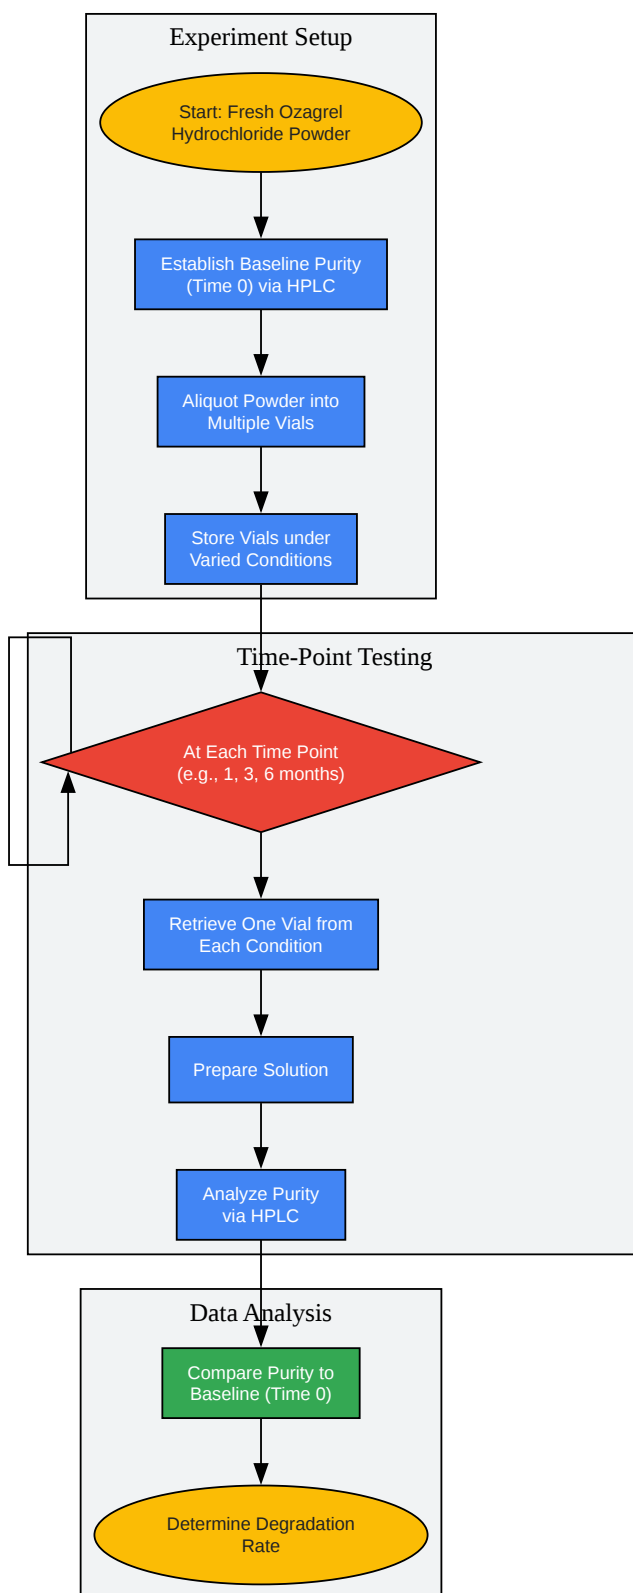 Experiment Setup
Start: Fresh Ozagrel
Hydrochloride Powder
Establish Baseline Purity
(Time 0) via HPLC
Aliquot Powder into
Multiple Vials
Store Vials under
Varied Conditions
Time-Point Testing
At Each Time Point
(e.g., 1, 3, 6 months)
Retrieve One Vial from
Each Condition
Prepare Solution
Analyze Purity
via HPLC
Data Analysis
Compare Purity to
Baseline (Time 0)
Determine Degradation
Rate